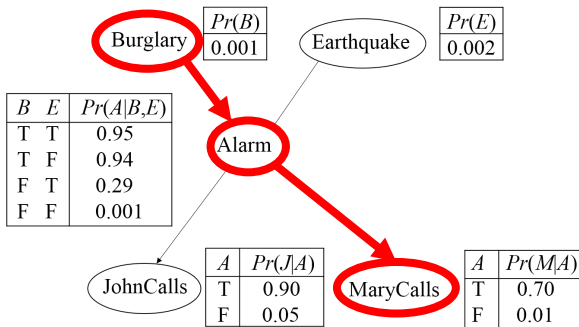 Burglary
Pr(B)
0.001
Earthquake
Pr(E)
0.002
B E Pr(A|B,E)
T T 0.95
T F 0.94
F T 0.29
F F 0.001
Alarm
JohnCalls
A Pr(J|A)
T 0.90
F 0.05
MaryCalls
A Pr(M|A)
T 0.70
F 0.01